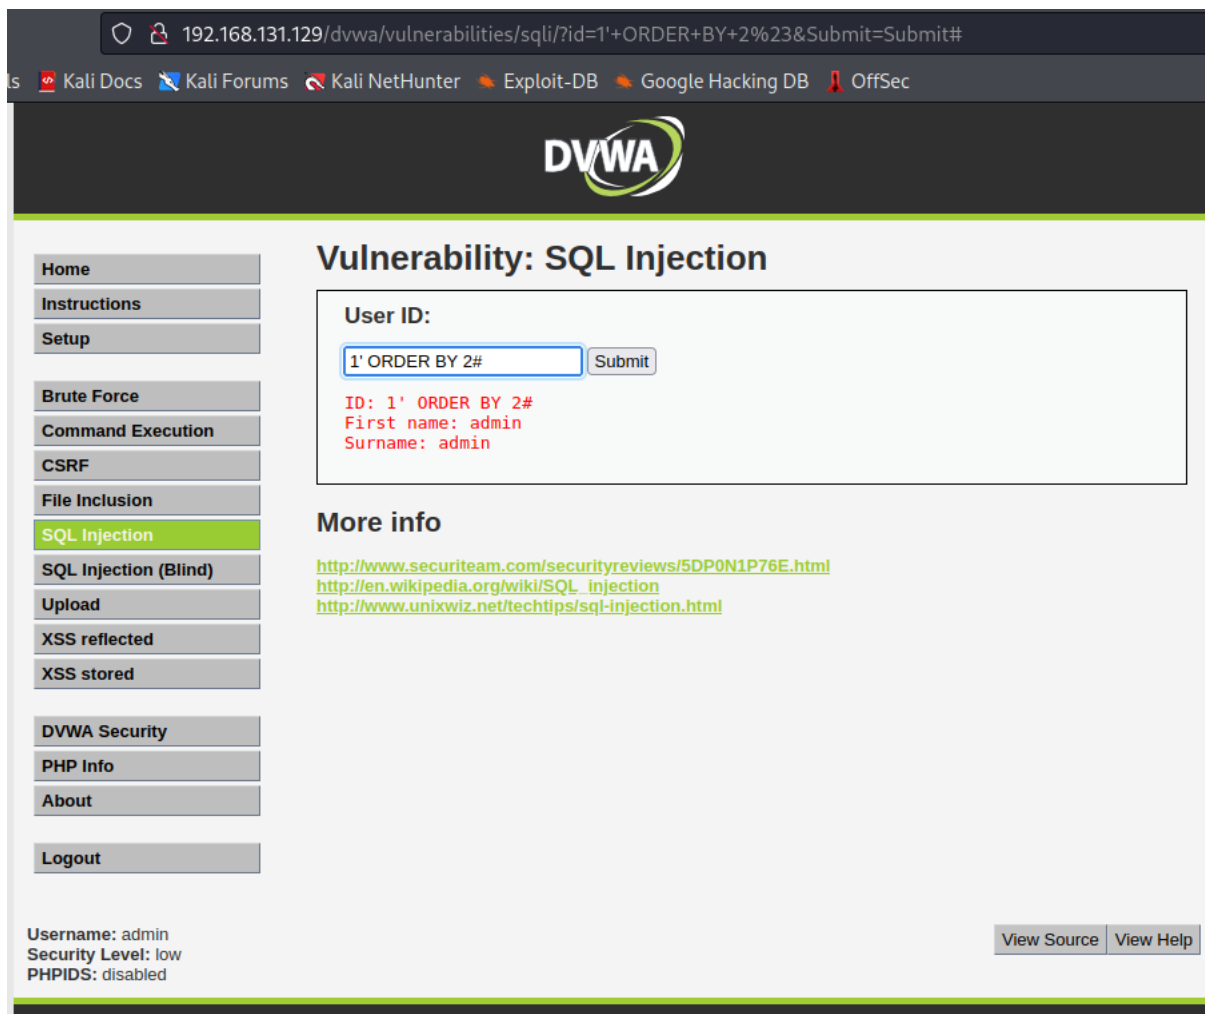 192.168.131.129/dvwa/vulnerabilities/sqli/?id=1'+ORDER+BY+2%23&Submit=Submit#
ls Kali Docs Kali Forums Kali NetHunter Exploit-DB Google Hacking DB OffSec
DVWA
Vulnerability: SQL Injection
Home
Instructions
Setup
Brute Force
Command Execution
CSRF
File Inclusion
SQL Injection
SQL Injection (Blind)
Upload
XSS reflected
XSS stored
DVWA Security
PHP Info
About
Logout
User ID:
1' ORDER BY 2# Submit
ID: 1' ORDER BY 2#
First name: admin
Surname: admin
More info
http://www.securiteam.com/securityreviews/5DP0N1P76E.html
http://en.wikipedia.org/wiki/SQL_injection
http://www.unixwiz.net/techtips/sql-injection.html
Username: admin
Security Level: low
PHPIDS: disabled
View Source View Help